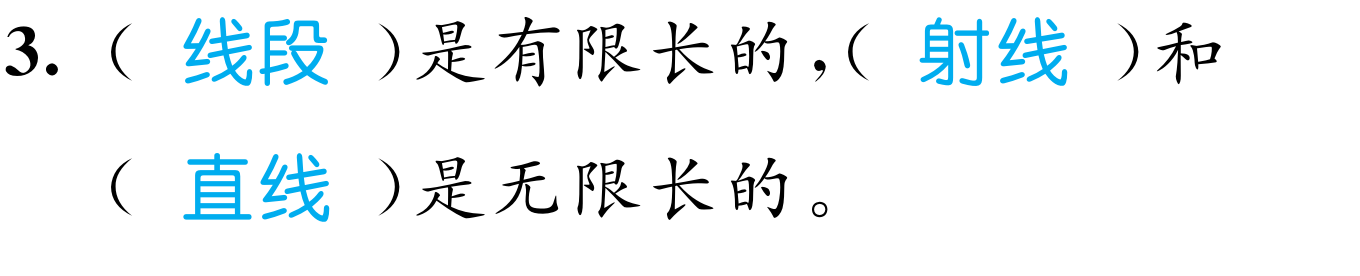 3.（ 线段 ）是有限长的，（ 射线 ）和
（ 直线 ）是无限长的。